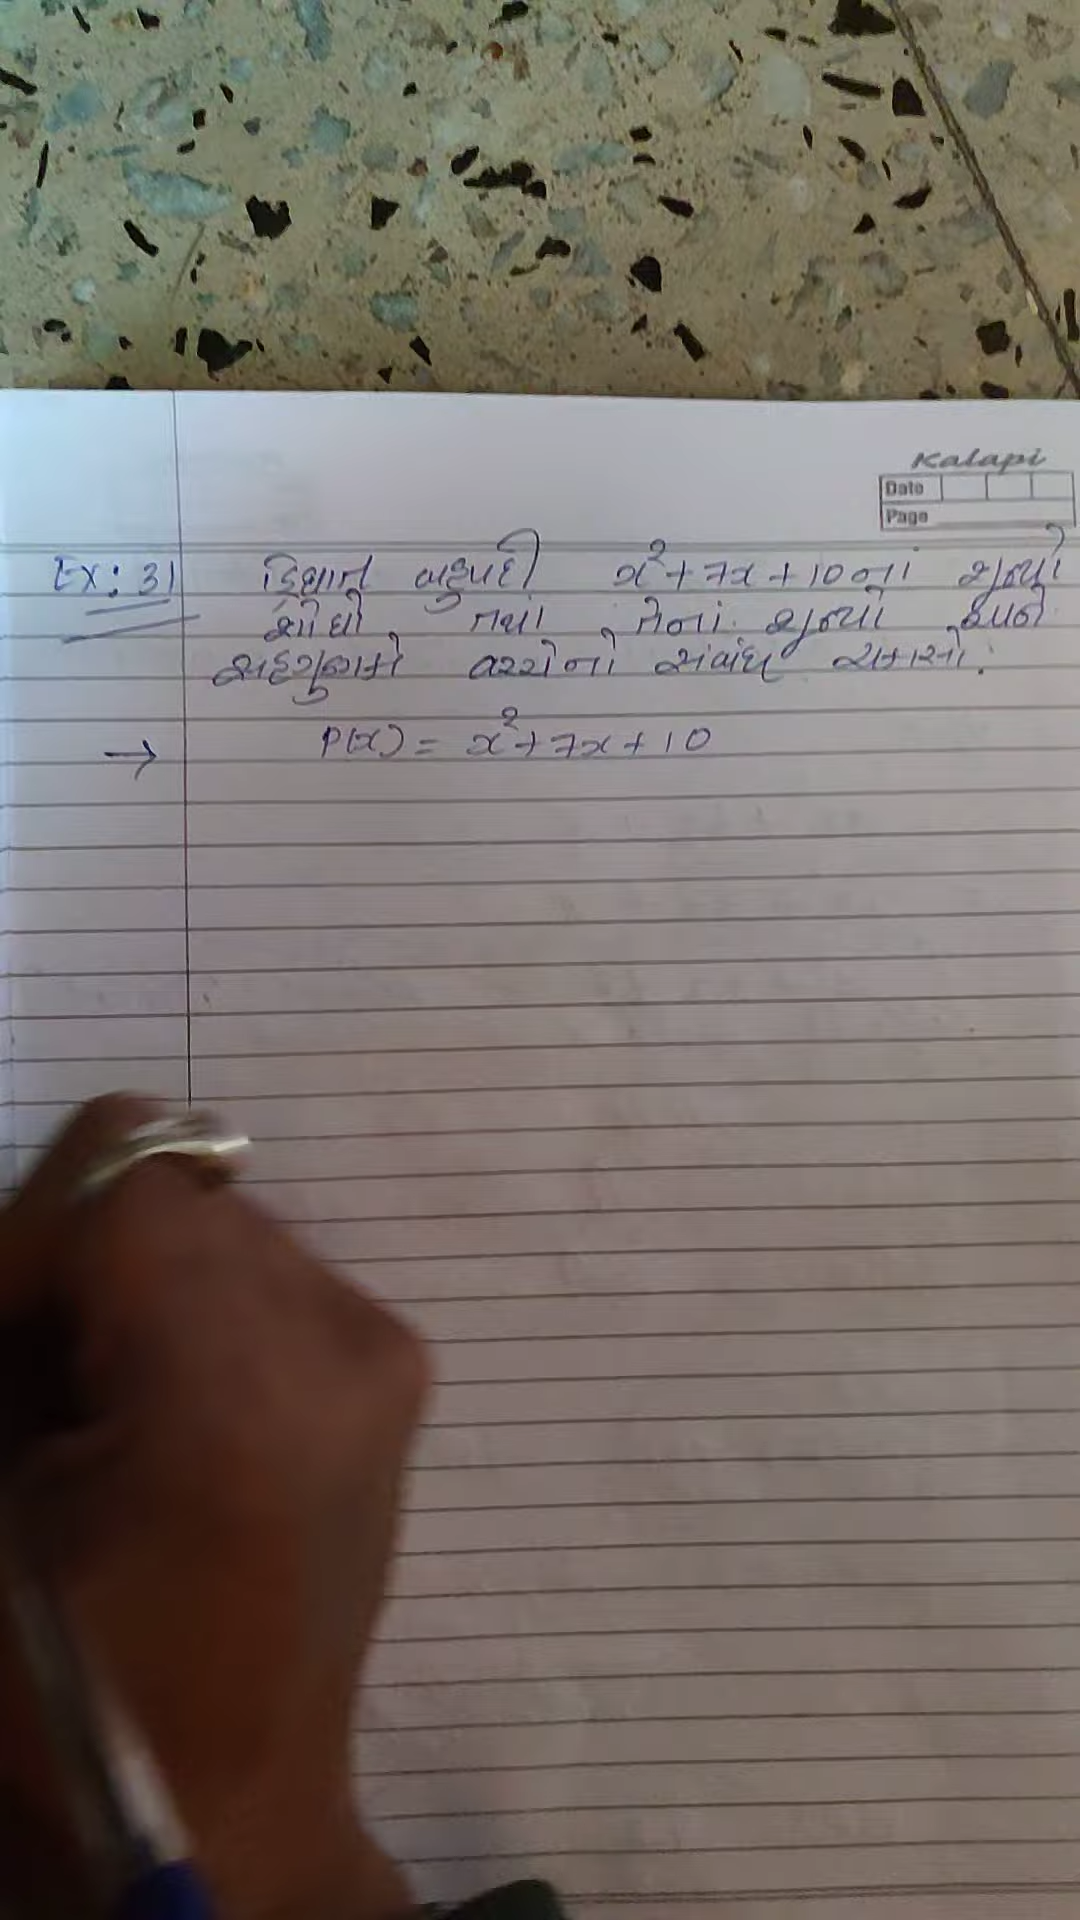 Kalapi
Date
Page
Ex: 31 દ્વિઘાત બહુપદી x²+7x+10નાં શૂન્યો
શોધો તથા તેનાં શૂન્યો અને
સહગુણકો વચ્ચેનો સંબંધ ચકાસો.
→ P(x) = x²+7x+10